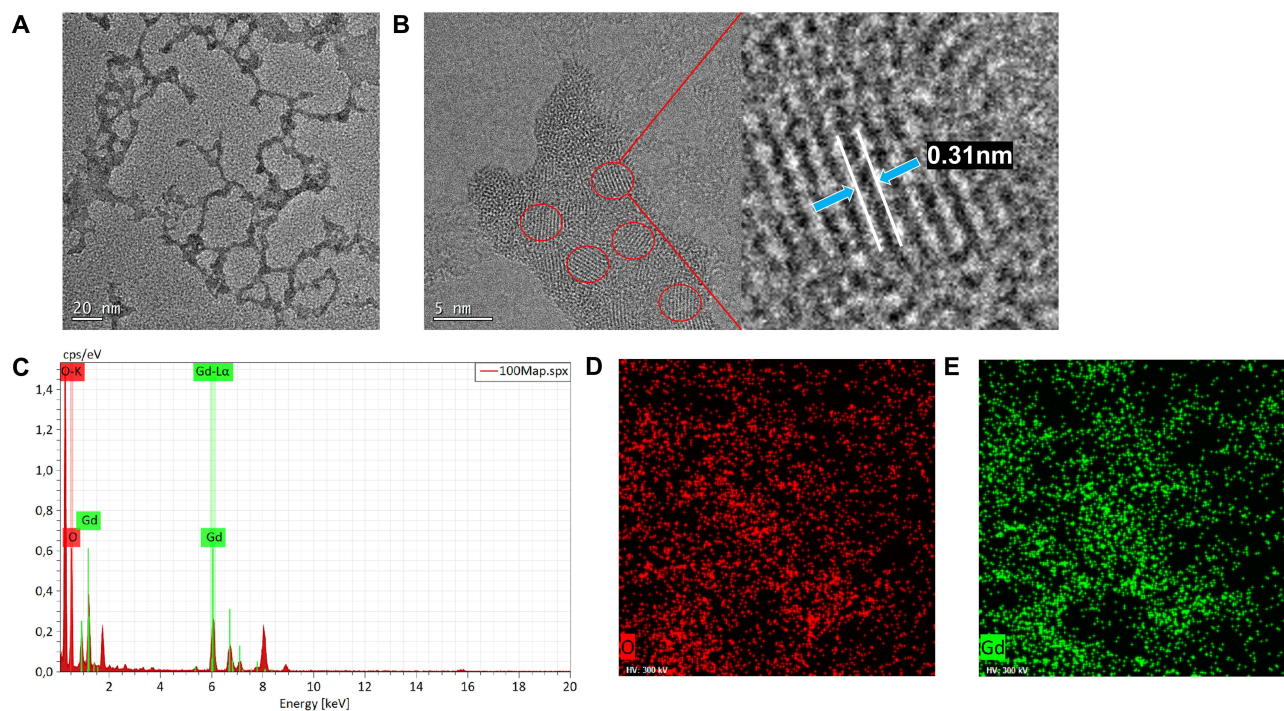 A
20 nm
B
5 nm
0.31nm
C
cps/eV
O-K
Gd-Lα
100Map.spx
1,4
1,2
1,0
0,8
0,6
0,4
0,2
0,0
Gd
O
Gd
2 4 6 8 10 12 14 16 18 20
Energy [keV]
D
O
HV: 300 kV
E
Gd
HV: 300 kV